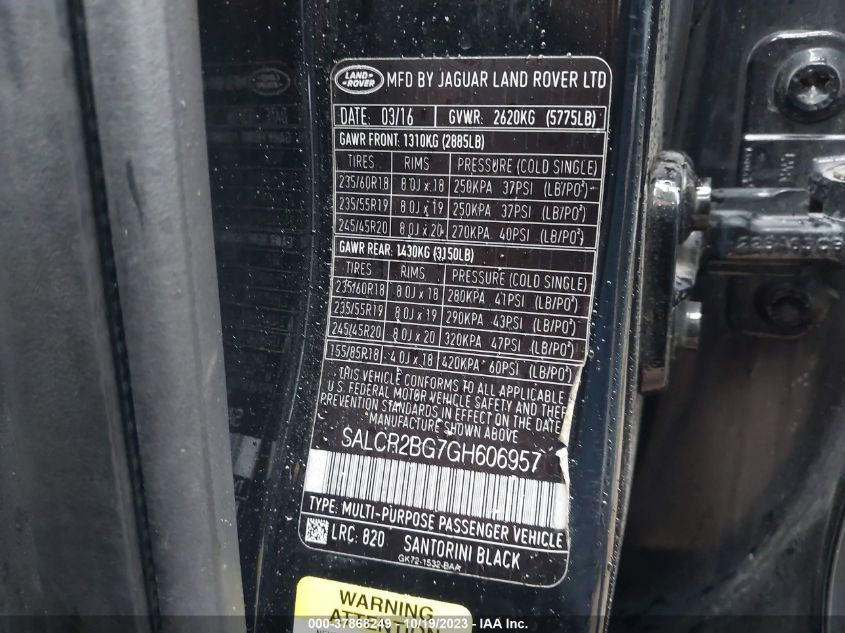 LAND ROVER MFD BY JAGUAR LAND ROVER LTD
DATE: 03/16 GVWR: 2620KG (5775LB)
GAWR FRONT: 1310KG (2885LB)
TIRES RIMS PRESSURE (COLD SINGLE)
235/60R18 8.0J x 18 250KPA 37PSI (LB/PO²)
235/55R19 8.0J x 19 250KPA 37PSI (LB/PO²)
245/45R20 8.0J x 20 270KPA 40PSI (LB/PO²)
GAWR REAR: 1430KG (3150LB)
TIRES RIMS PRESSURE (COLD SINGLE)
235/60R18 8.0J x 18 280KPA 41PSI (LB/PO²)
235/55R19 8.0J x 19 290KPA 43PSI (LB/PO²)
245/45R20 8.0J x 20 320KPA 47PSI (LB/PO²)
155/85R18 4.0J x 18 420KPA 60PSI (LB/PO²)
THIS VEHICLE CONFORMS TO ALL APPLICABLE
U.S. FEDERAL MOTOR VEHICLE SAFETY AND THEF
PREVENTION STANDARDS IN EFFECT ON THE DATE
MANUFACTURE SHOWN ABOVE
SALCR2BG7GH606957
TYPE: MULTI-PURPOSE PASSENGER VEHICLE
LRC: 820 SANTORINI BLACK
GK72-1532-BAA
WARNING
ATTENTION
000-37868249 - 10/19/2023 - © IAA, Inc.